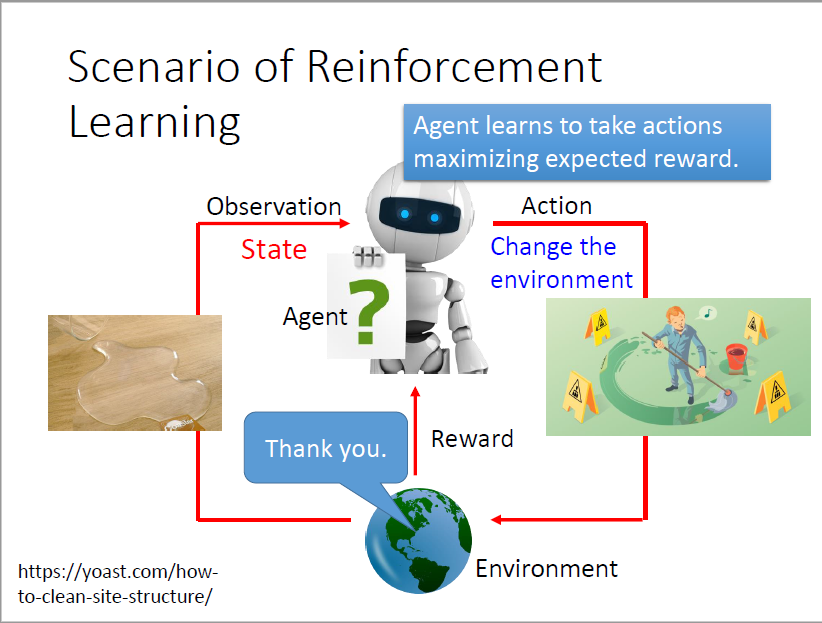 Scenario of Reinforcement
Learning
Agent learns to take actions
maximizing expected reward.
Observation
Action
State
Change the
environment
Agent
?
Thank you.
Reward
Environment
https://yoast.com/how-
to-clean-site-structure/